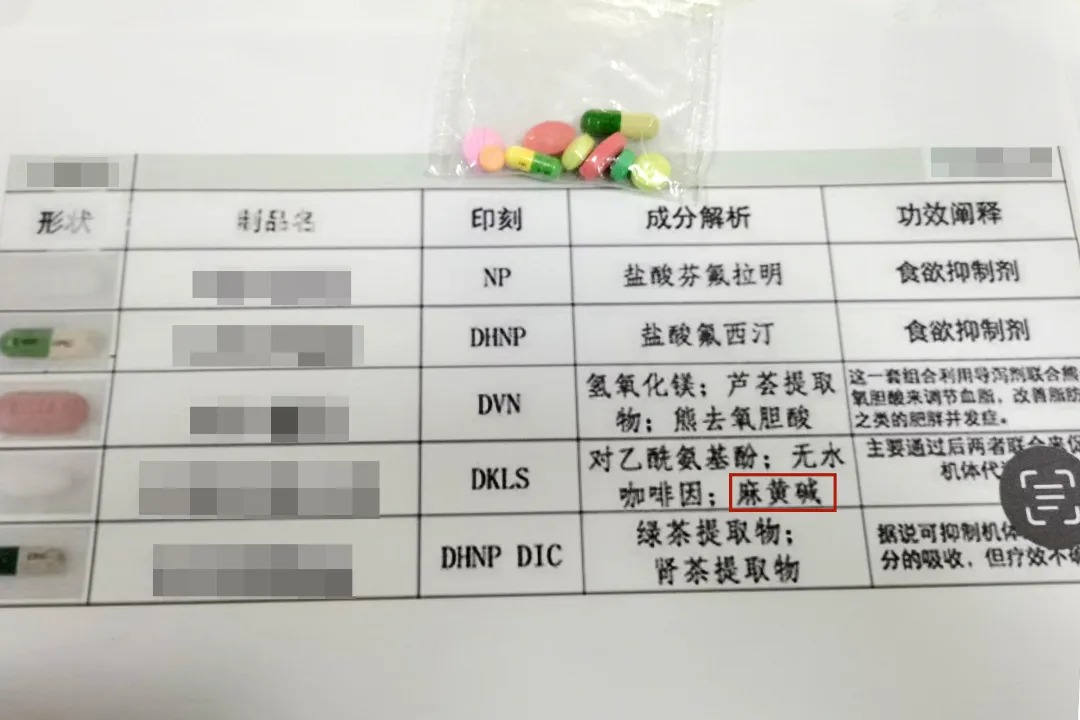 形状 制品名 印刻 成分解析 功效阐释
NP 盐酸芬氟拉明 食欲抑制剂
DHNP 盐酸氟西汀 食欲抑制剂
DVN
氢氧化镁；芦荟提取
物；熊去氧胆酸
这一套组合利用导泻剂联合熊
氧胆酸来调节血脂，改善脂肪
之类的肥胖并发症。
DKLS
对乙酰氨基酚；无水
咖啡因；麻黄碱
主要通过后两者联合来促
机体代
DHNP DIC
绿茶提取物；
肾茶提取物
据说可抑制机体
分的吸收，但疗效不